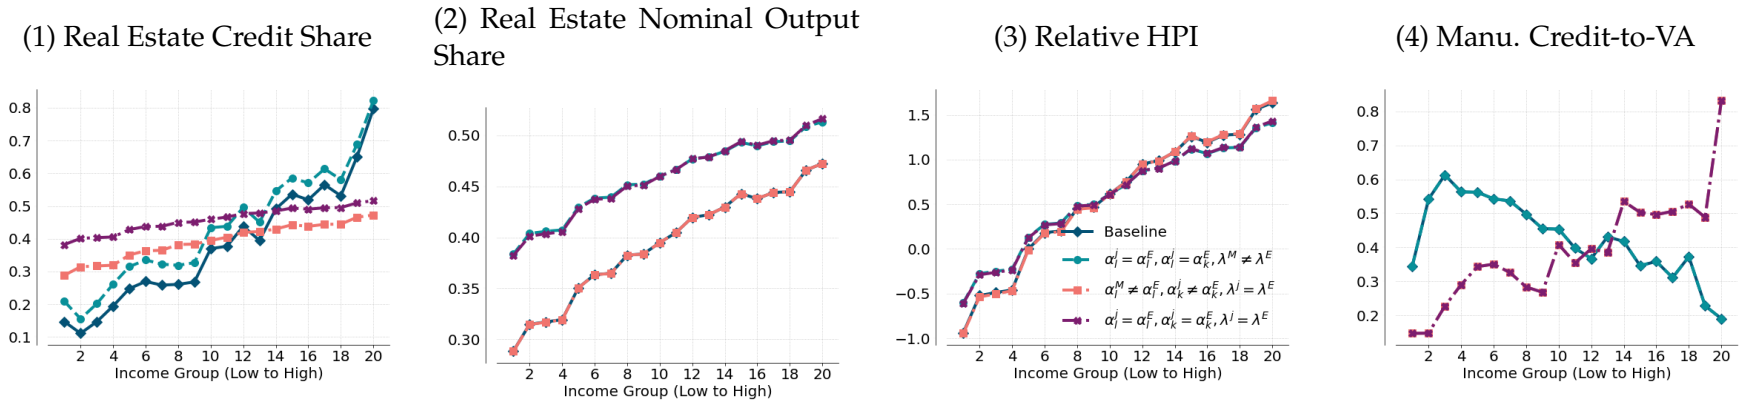 (1) Real Estate Credit Share
0.8
0.7
0.6
0.5
0.4
0.3
0.2
0.1
2 4 6 8 10 12 14 16 18 20
Income Group (Low to High)
(2) Real Estate Nominal Output
Share
0.50
0.45
0.40
0.35
0.30
2 4 6 8 10 12 14 16 18 20
Income Group (Low to High)
(3) Relative HPI
1.5
1.0
0.5
0.0
−0.5
−1.0
Baseline
α_l^j = α_l^E, α_l^j = α_k^E, λ^M ≠ λ^E
α_l^M ≠ α_l^E, α_k^j ≠ α_k^E, λ^j = λ^E
α_l^j = α_l^E, α_k^j = α_k^E, λ^j = λ^E
2 4 6 8 10 12 14 16 18 20
Income Group (Low to High)
(4) Manu. Credit-to-VA
0.8
0.7
0.6
0.5
0.4
0.3
0.2
2 4 6 8 10 12 14 16 18 20
Income Group (Low to High)